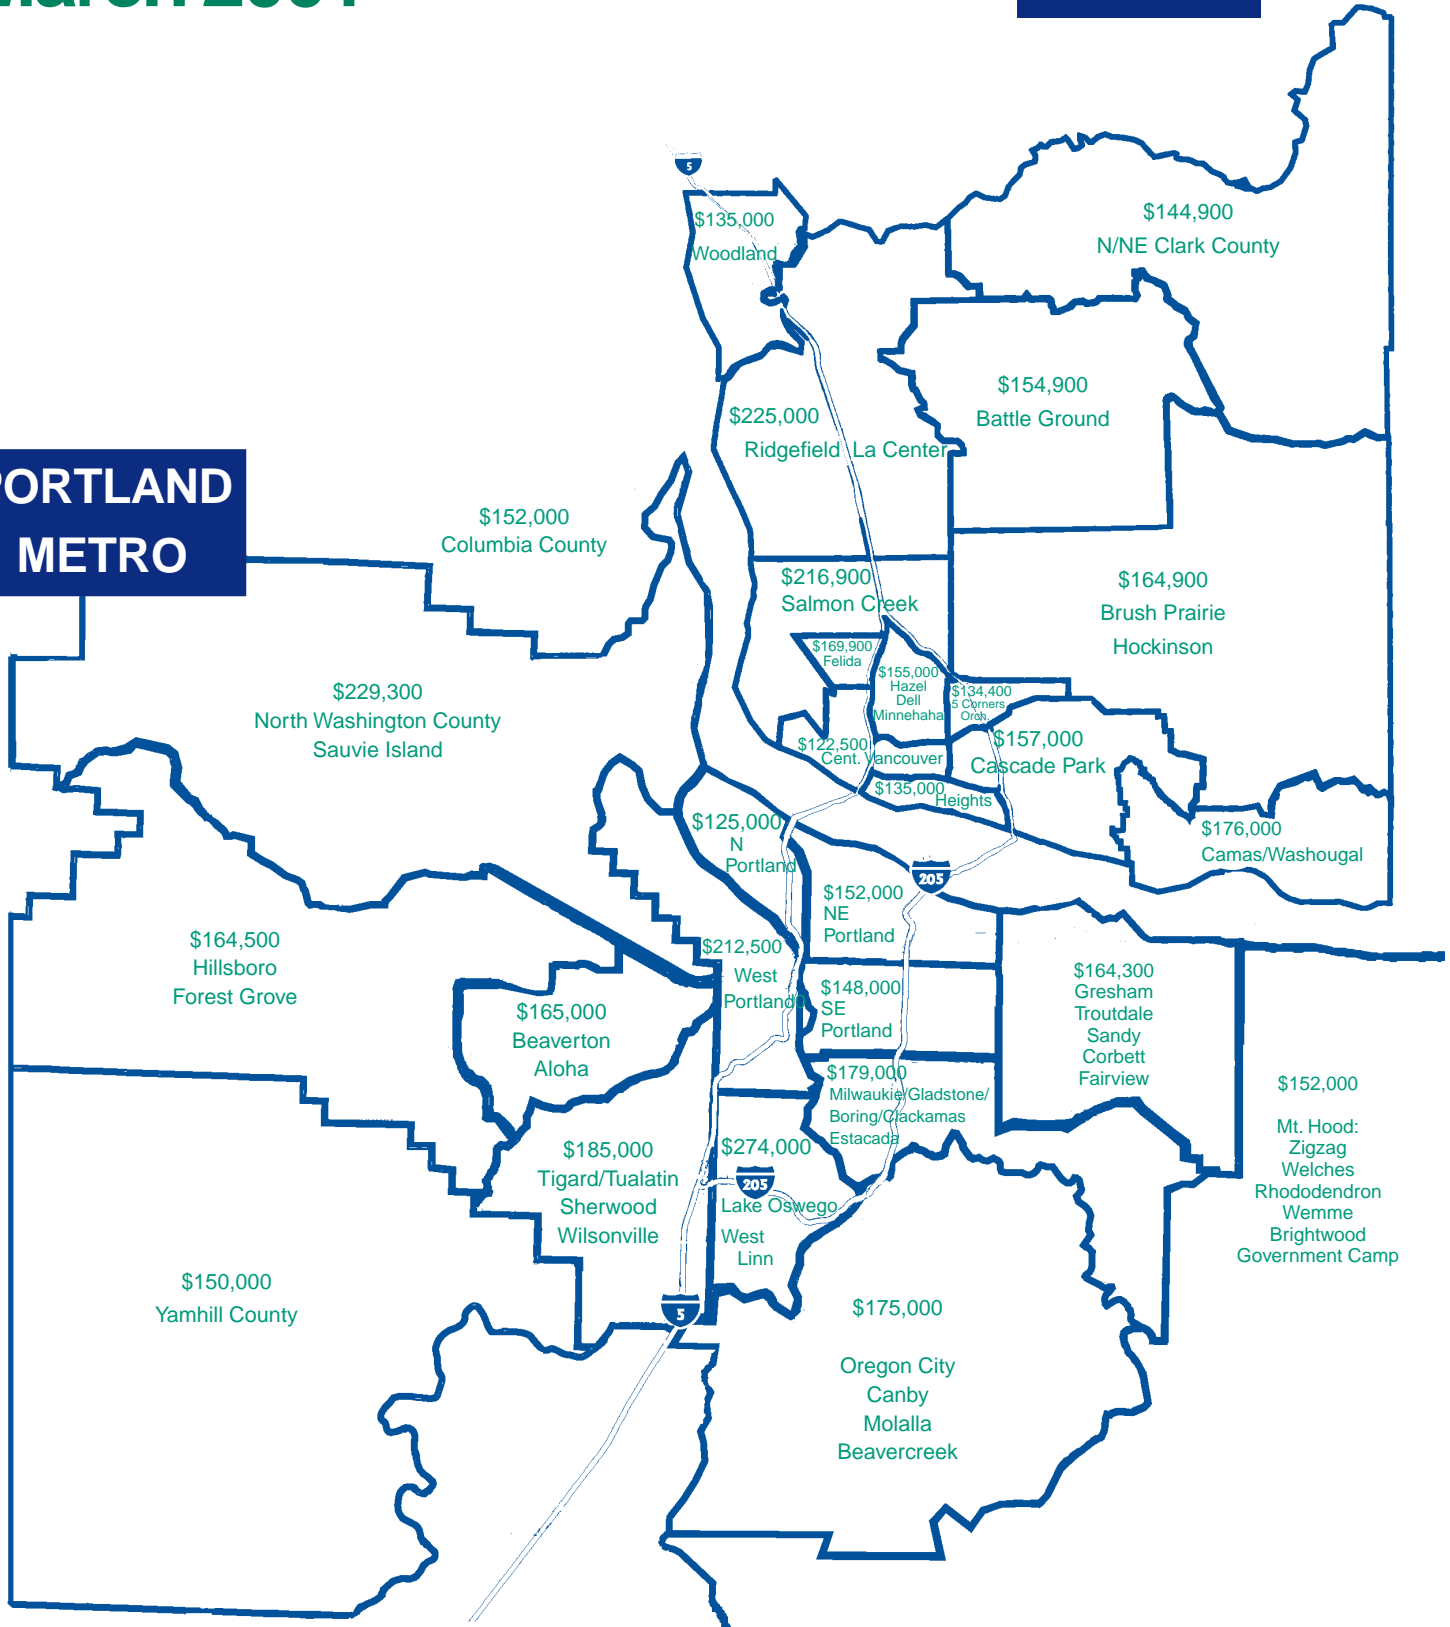 5
$135,000
Woodland
$144,900
N/NE Clark County
$154,900
Battle Ground
$225,000
Ridgefield La Center
METRO
$152,000
Columbia County
$216,900
Salmon Creek
$164,900
Brush Prairie
Hockinson
$169,900
Felida
$155,000
Hazel
Dell
Minnehaha
$134,400
5 Corners
Orch.
$229,300
North Washington County
Sauvie Island
$122,500
Cent. Vancouver
$157,000
Cascade Park
$135,000
Heights
$125,000
N
Portland
$176,000
Camas/Washougal
205
$152,000
NE
Portland
$164,500
Hillsboro
Forest Grove
$212,500
West
Portland
$165,000
Beaverton
Aloha
$148,000
SE
Portland
$164,300
Gresham
Troutdale
Sandy
Corbett
Fairview
$179,000
Milwaukie/Gladstone/
Boring/Clackamas
Estacada
$152,000
Mt. Hood:
Zigzag
Welches
Rhododendron
Wemme
Brightwood
Government Camp
$185,000
Tigard/Tualatin
Sherwood
Wilsonville
$274,000
205
Lake Oswego
West
Linn
$150,000
Yamhill County
5
$175,000
Oregon City
Canby
Molalla
Beavercreek